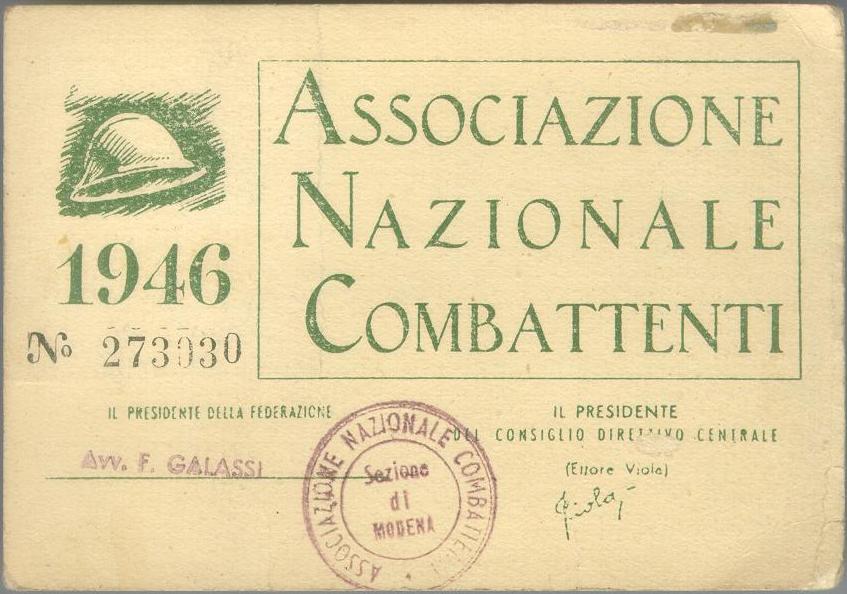 ASSOCIAZIONE
NAZIONALE
COMBATTENTI
1946
No 273030
IL PRESIDENTE DELLA FEDERAZIONE
Avv. F. GALASSI
ASSOCIAZIONE NAZIONALE COMBATTENTI
Sezione
di
MODENA
IL PRESIDENTE
DEL CONSIGLIO DIRETTIVO CENTRALE
(Ettore Viola)
Viola